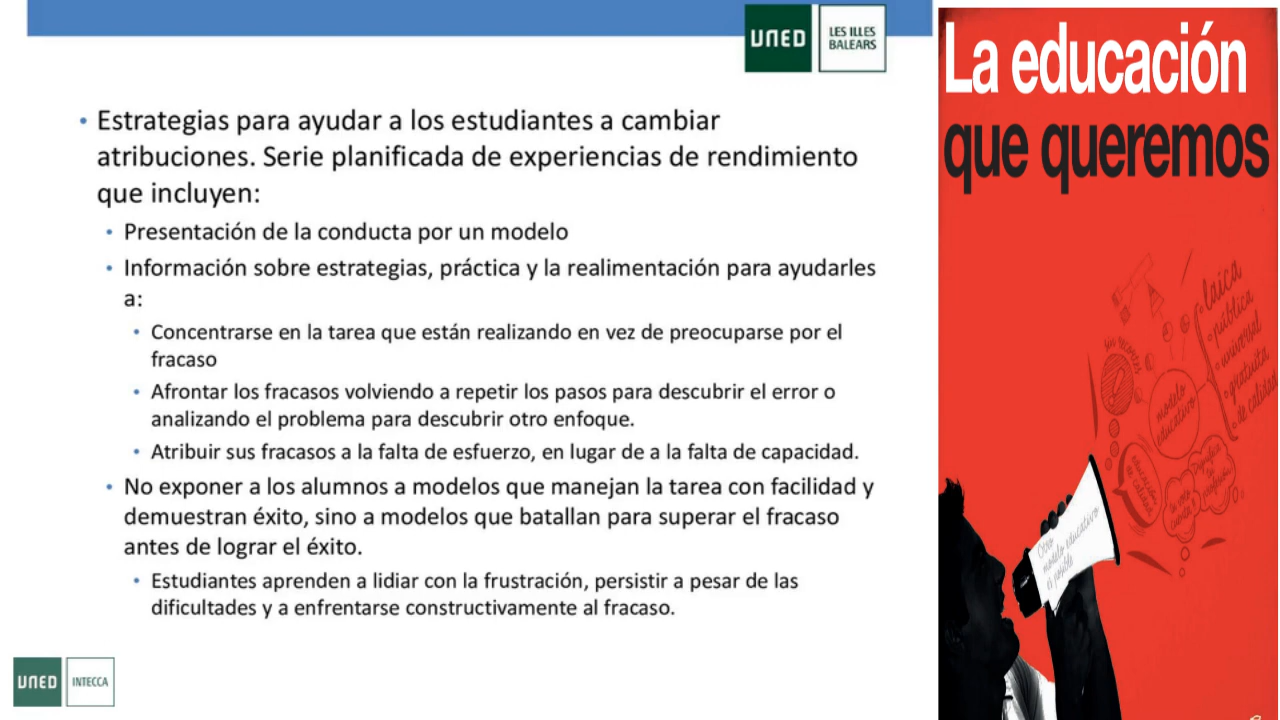 UNED
LES ILLES
BALEARS
La educación
que queremos
• Estrategias para ayudar a los estudiantes a cambiar
atribuciones. Serie planificada de experiencias de rendimiento
que incluyen:
• Presentación de la conducta por un modelo
• Información sobre estrategias, práctica y la realimentación para ayudarles
a:
• Concentrarse en la tarea que están realizando en vez de preocuparse por el
fracaso
• Afrontar los fracasos volviendo a repetir los pasos para descubrir el error o
analizando el problema para descubrir otro enfoque.
• Atribuir sus fracasos a la falta de esfuerzo, en lugar de a la falta de capacidad.
• No exponer a los alumnos a modelos que manejan la tarea con facilidad y
demuestran éxito, sino a modelos que batallan para superar el fracaso
antes de lograr el éxito.
• Estudiantes aprenden a lidiar con la frustración, persistir a pesar de las
dificultades y a enfrentarse constructivamente al fracaso.
laica
pública
universal
gratuita
de calidad
sin recortes
modelo
educativo
Otro
modelo educativo
es posible
UNED
INTECCA